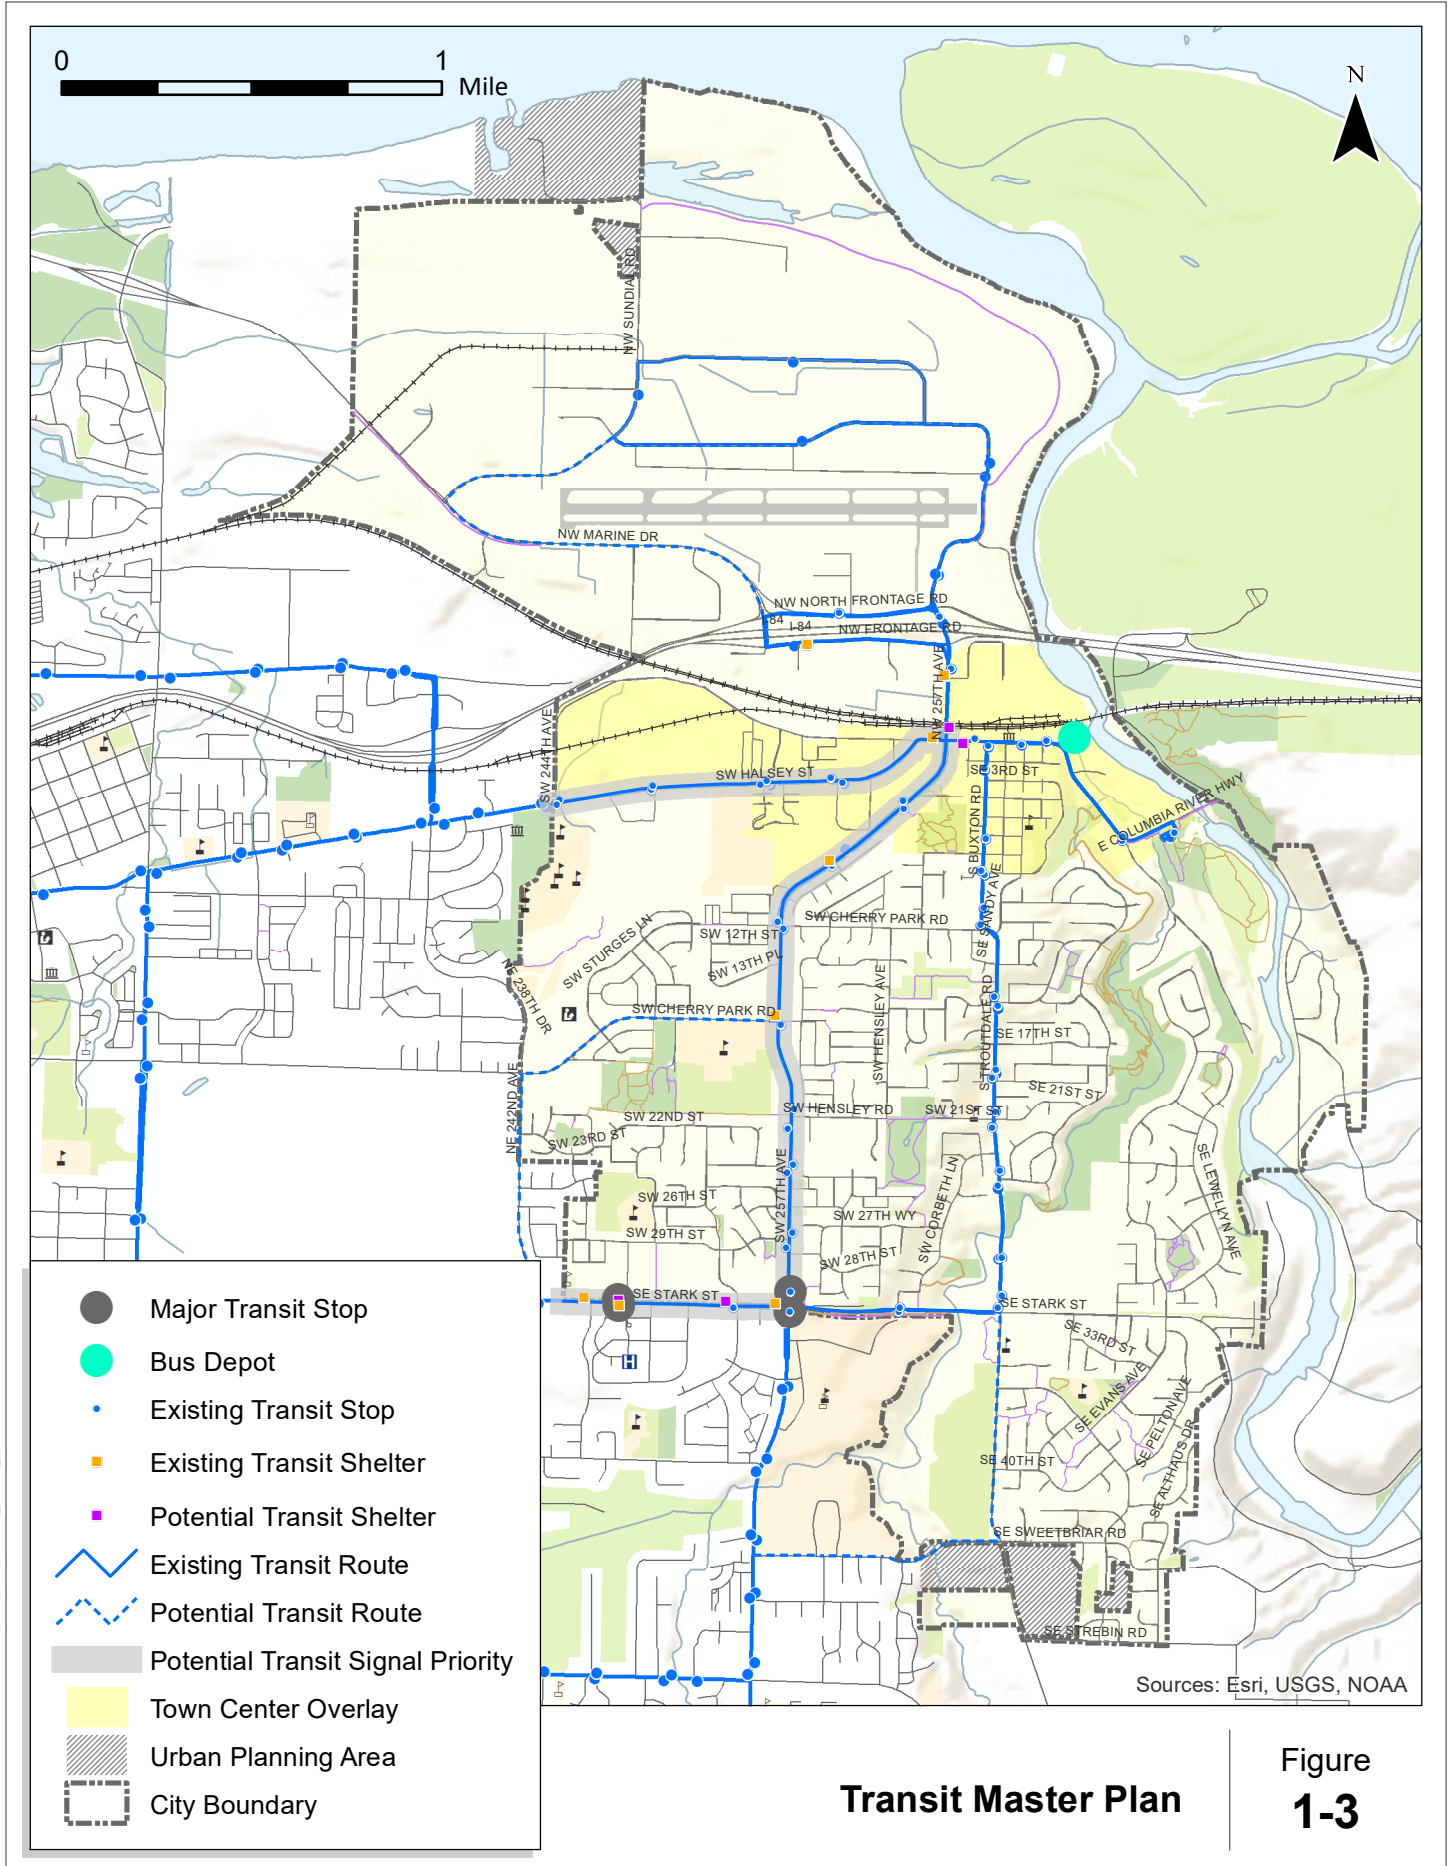 0
1
Mile
N
NW SUNDIAL RD
NW MARINE DR
NW NORTH FRONTAGE RD
I-84
I-84
NW FRONTAGE RD
NW 257TH AVE
SW 244TH AVE
SW HALSEY ST
SE 3RD ST
E COLUMBIA RIVER HWY
S BUXTON RD
SE SANDY AVE
SW CHERRY PARK RD
SW STURGES LN
SW 12TH ST
SW 13TH PL
NE 238TH DR
SW CHERRY PARK RD
SW HENSLEY AVE
S TROUTDALE RD
SE 17TH ST
SE 21ST ST
NE 242ND AVE
SW 22ND ST
SW HENSLEY RD
SW 21ST ST
SW 23RD ST
SW 257TH AVE
SW CORBETH LN
SE LEWELLYN AVE
SW 26TH ST
SW 27TH WY
SW 29TH ST
SW 28TH ST
SE STARK ST
SE STARK ST
SE 33RD ST
H
SE EVANS AVE
SE PELTON AVE
SE ALTHAUS DR
SE 40TH ST
SE SWEETBRIAR RD
SE STREBIN RD
Major Transit Stop
Bus Depot
Existing Transit Stop
Existing Transit Shelter
Potential Transit Shelter
Existing Transit Route
Potential Transit Route
Potential Transit Signal Priority
Town Center Overlay
Urban Planning Area
City Boundary
Sources: Esri, USGS, NOAA
Transit Master Plan
Figure
1-3